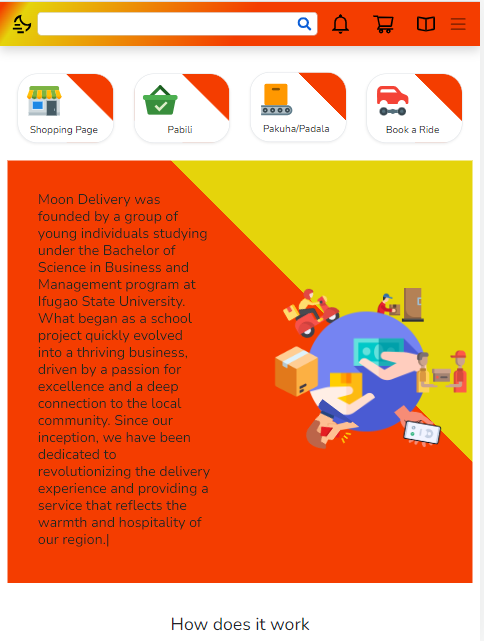 Shopping Page
Pabili
Pakuha/Padala
Book a Ride
Moon Delivery was
founded by a group of
young individuals studying
under the Bachelor of
Science in Business and
Management program at
Ifugao State University.
What began as a school
project quickly evolved
into a thriving business,
driven by a passion for
excellence and a deep
connection to the local
community. Since our
inception, we have been
dedicated to
revolutionizing the delivery
experience and providing a
service that reflects the
warmth and hospitality of
our region.|
How does it work